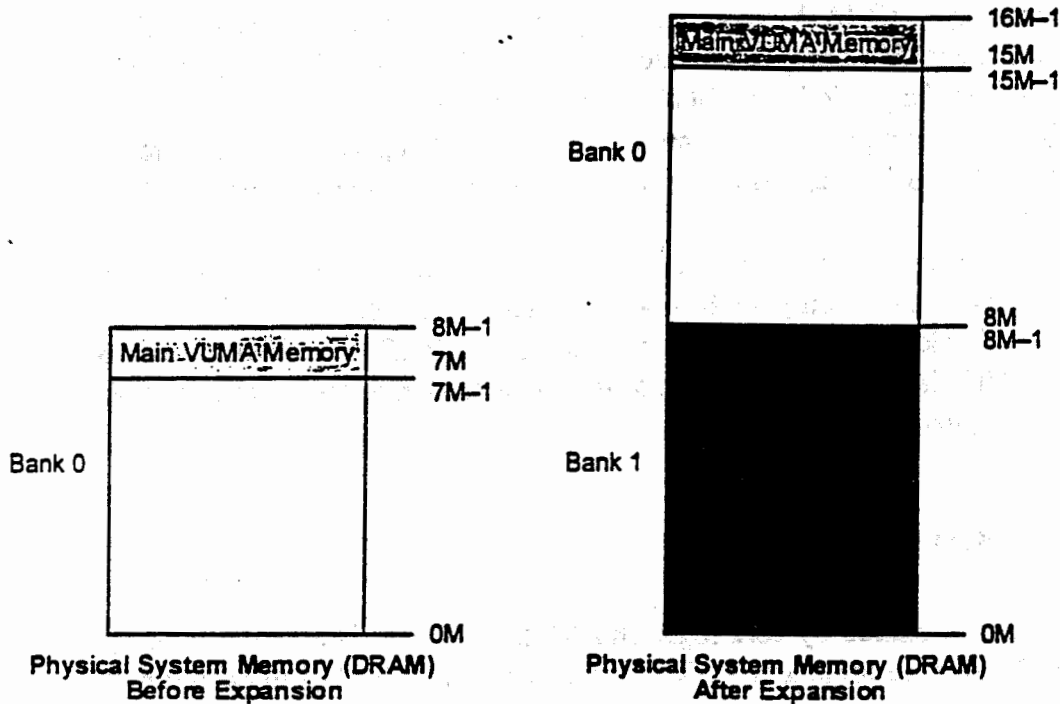 8M–1
Main VUMA Memory
7M
7M–1
Bank 0
0M
Physical System Memory (DRAM)
Before Expansion
16M–1
Main VUMA Memory
15M
15M–1
Bank 0
8M
8M–1
Bank 1
0M
Physical System Memory (DRAM)
After Expansion